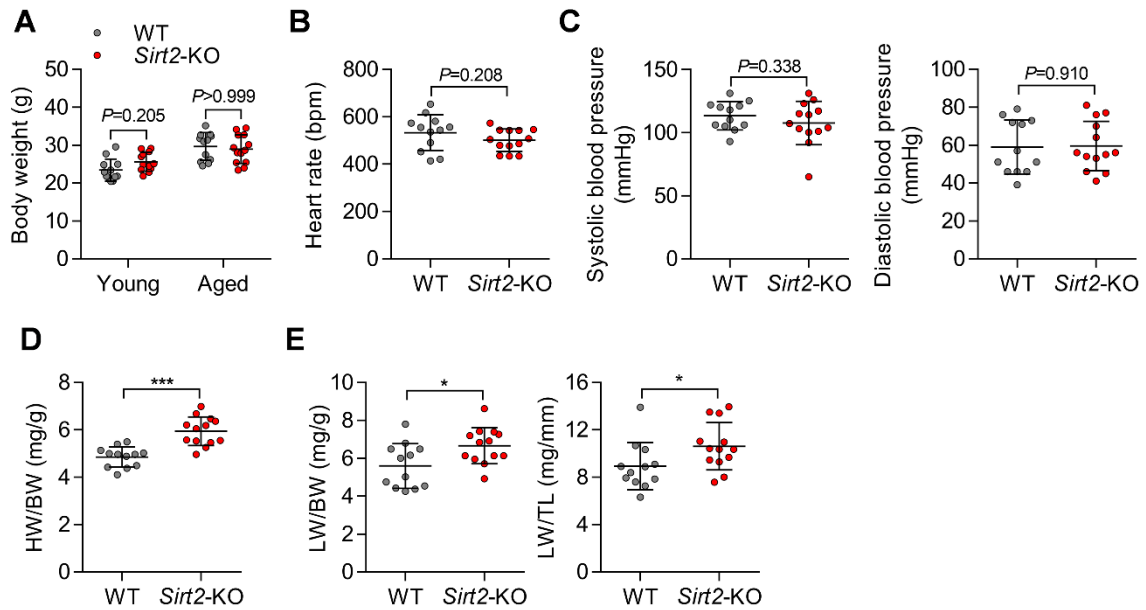 A
WT
Sirt2-KO
Body weight (g)
50
40
30
20
10
0
P=0.205
P>0.999
Young
Aged
B
Heart rate (bpm)
800
600
400
200
0
P=0.208
WT
Sirt2-KO
C
Systolic blood pressure
(mmHg)
150
100
50
0
P=0.338
WT
Sirt2-KO
Diastolic blood pressure
(mmHg)
100
80
60
40
20
0
P=0.910
WT
Sirt2-KO
D
HW/BW (mg/g)
8
6
4
2
0
***
WT
Sirt2-KO
E
LW/BW (mg/g)
10
8
6
4
2
0
*
WT
Sirt2-KO
LW/TL (mg/mm)
16
12
8
4
0
*
WT
Sirt2-KO